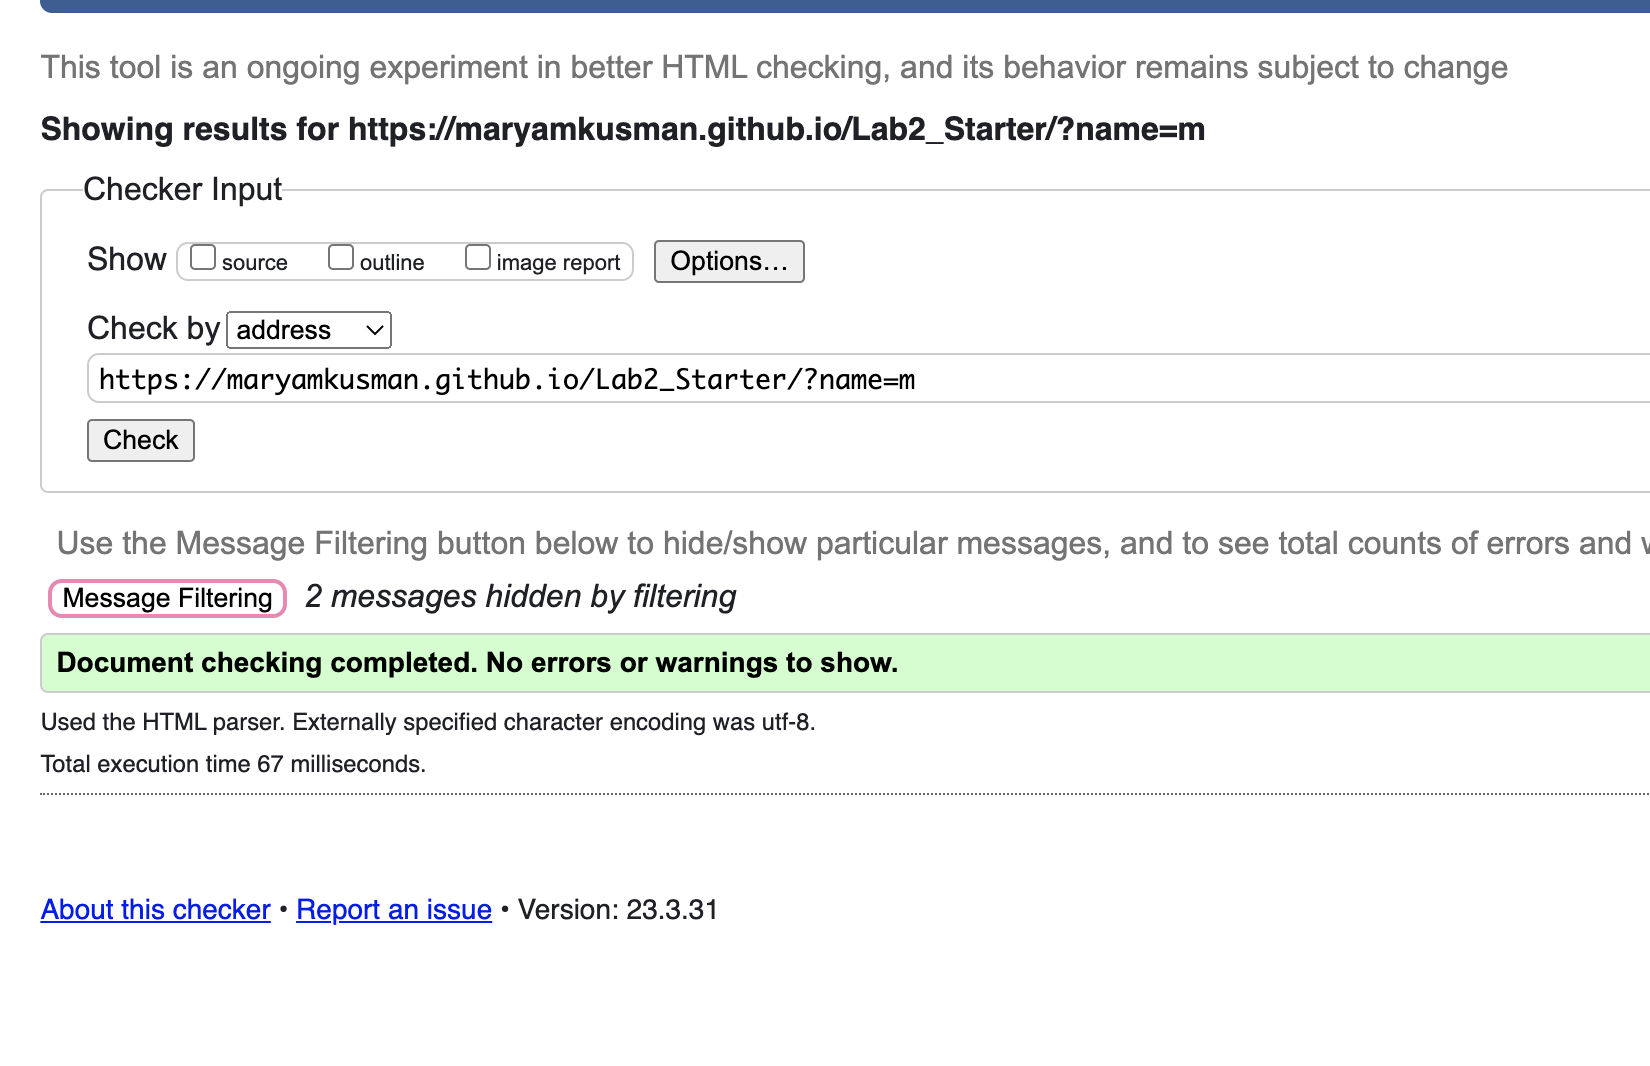 This tool is an ongoing experiment in better HTML checking, and its behavior remains subject to change
Showing results for https://maryamkusman.github.io/Lab2_Starter/?name=m
Checker Input
Show source outline image report Options...
Check by address
https://maryamkusman.github.io/Lab2_Starter/?name=m
Check
Use the Message Filtering button below to hide/show particular messages, and to see total counts of errors and
Message Filtering 2 messages hidden by filtering
Document checking completed. No errors or warnings to show.
Used the HTML parser. Externally specified character encoding was utf-8.
Total execution time 67 milliseconds.
About this checker • Report an issue • Version: 23.3.31